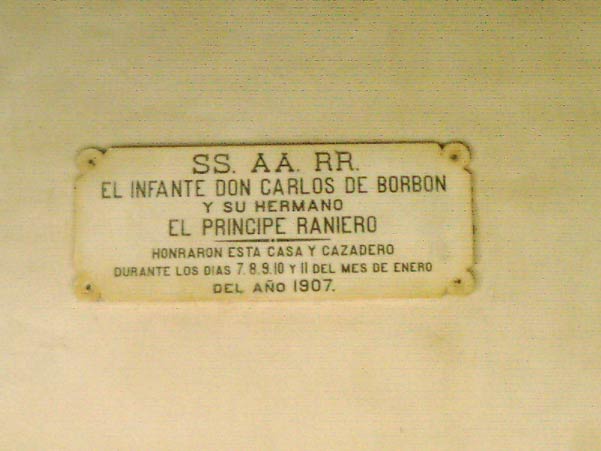 SS. AA. RR.
EL INFANTE DON CARLOS DE BORBON
Y SU HERMANO
EL PRINCIPE RANIERO
HONRARON ESTA CASA Y CAZADERO
DURANTE LOS DIAS 7. 8. 9. 10 Y 11 DEL MES DE ENERO
DEL AÑO 1907.